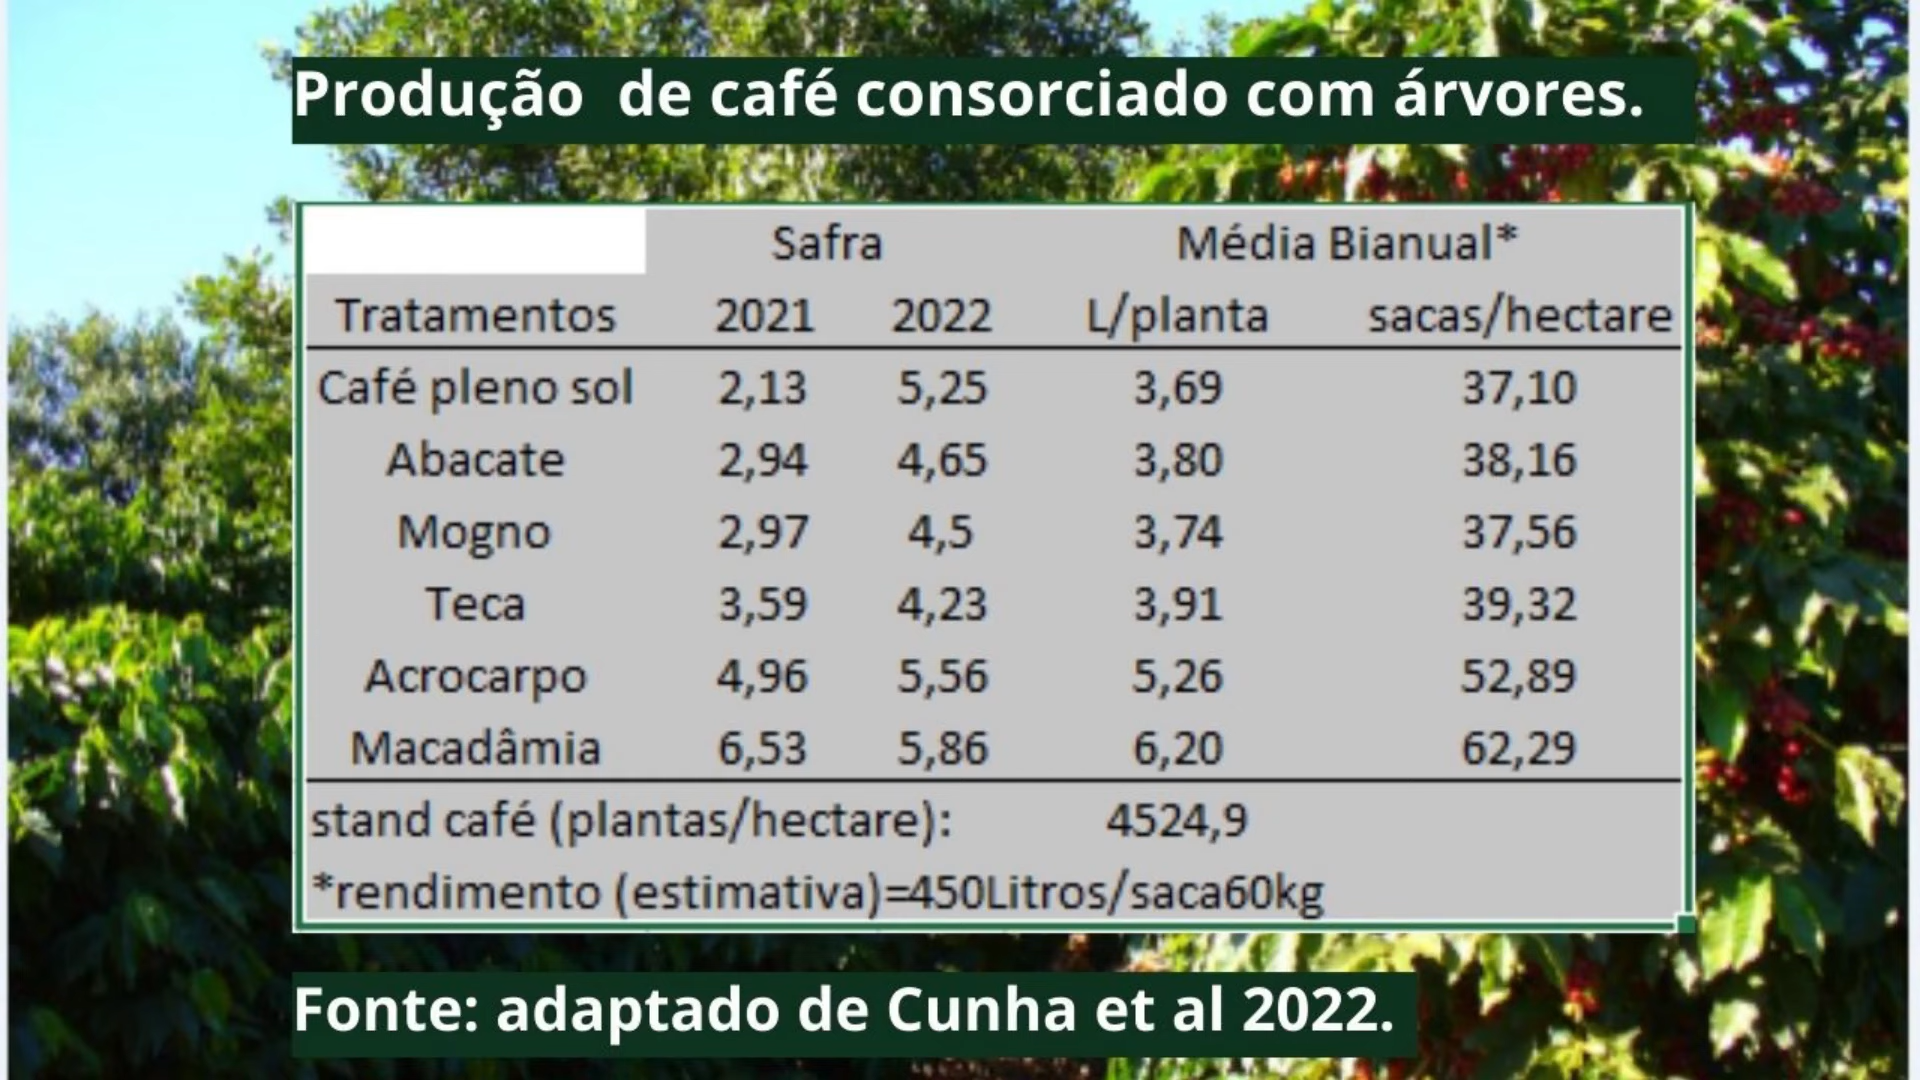 Produção de café consorciado com árvores.
Safra Média Bianual*
Tratamentos 2021 2022 L/planta sacas/hectare
Café pleno sol 2,13 5,25 3,69 37,10
Abacate 2,94 4,65 3,80 38,16
Mogno 2,97 4,5 3,74 37,56
Teca 3,59 4,23 3,91 39,32
Acrocarpo 4,96 5,56 5,26 52,89
Macadâmia 6,53 5,86 6,20 62,29
stand café (plantas/hectare): 4524,9
*rendimento (estimativa)=450Litros/saca60kg
Fonte: adaptado de Cunha et al 2022.